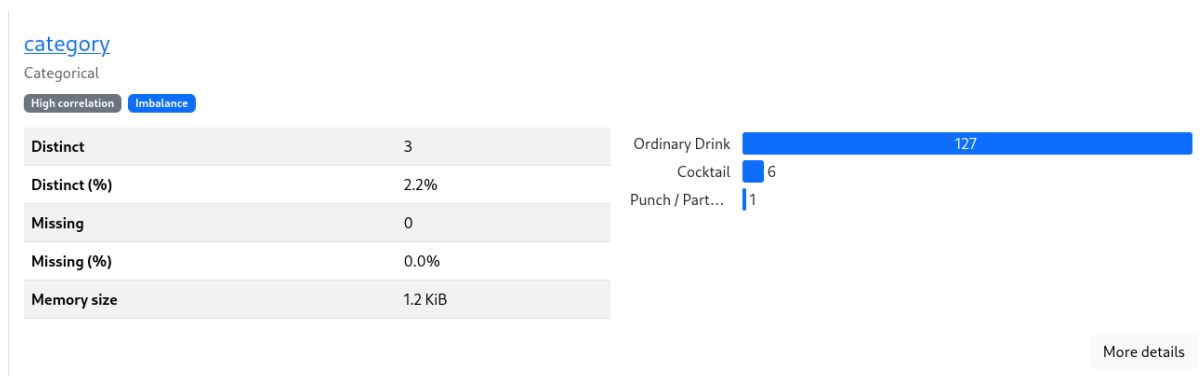 category
Categorical
High correlation Imbalance
Distinct 3
Distinct (%) 2.2%
Missing 0
Missing (%) 0.0%
Memory size 1.2 KiB
Ordinary Drink 127
Cocktail 6
Punch / Part... 1
More details